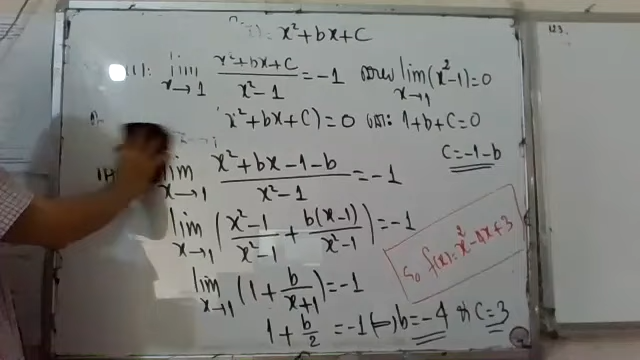 x²+bx+C
lim x→1 (x²+bx+C)/(x²-1) = -1 lim x→1 (x²-1)=0
x²+bx+C)=0 1+b+C=0
C=-1-b
lim x→1 (x²+bx-1-b)/(x²-1) = -1
lim x→1 ((x²-1)/(x²-1) + b(x-1)/(x²-1)) = -1
f(x)=x²-4x+3
lim x→1 (1+b/(x+1)) = -1
1+b/2 = -1 b=-4 C=3